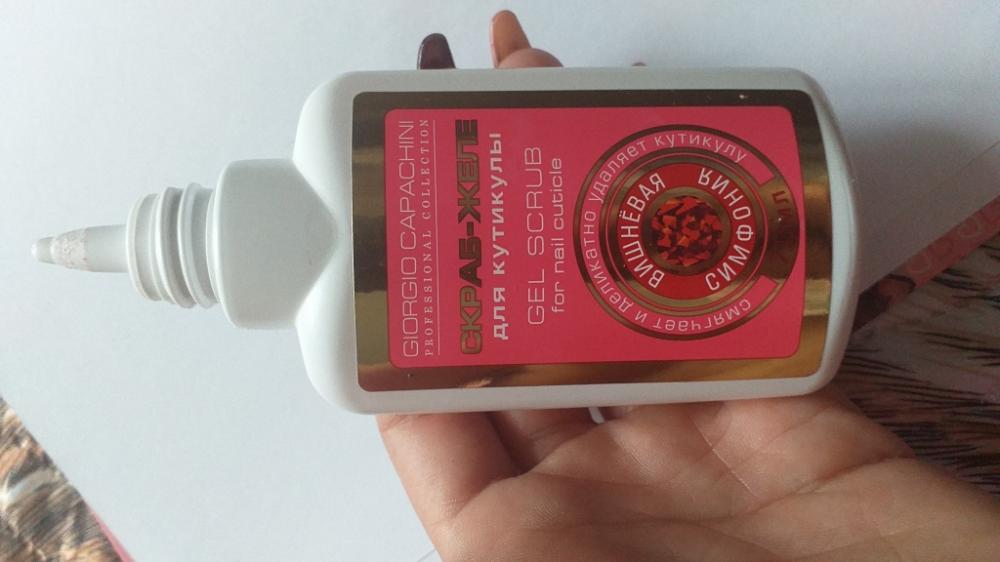 GIORGIO CAPACHINI
PROFESSIONAL COLLECTION
СКРАБ-ЖЕЛЕ
для кутикулы
GEL SCRUB
for nail cuticle
смягчает и деликатно удаляет кутикулу
ВИШНЁВАЯ
СИМФОНИЯ